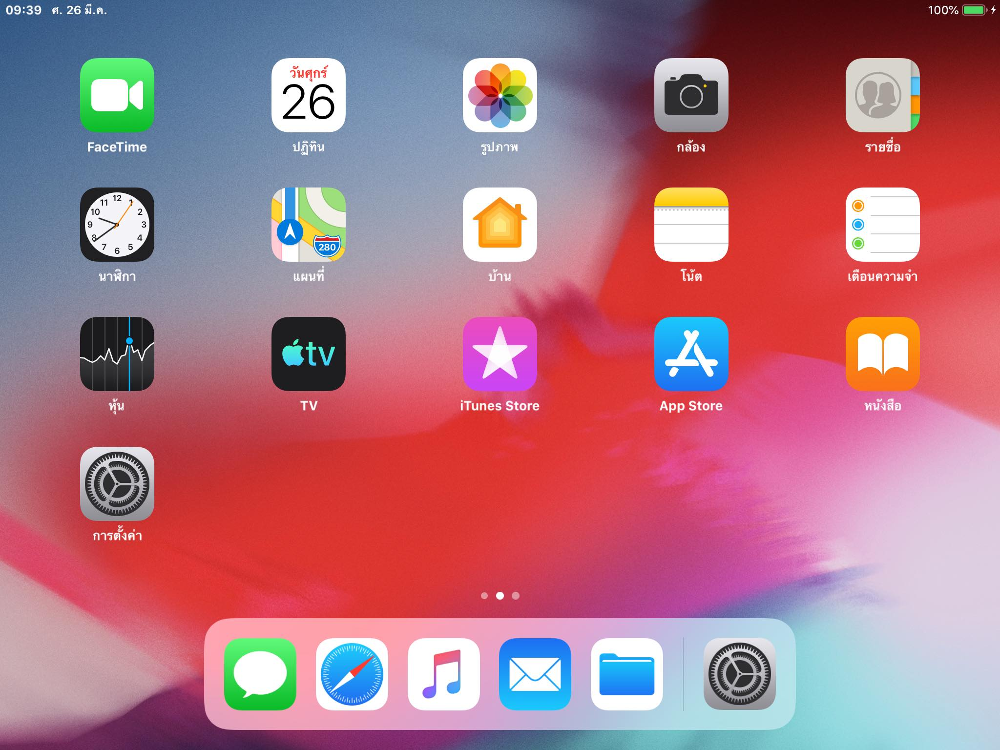 09:39 ศ. 26 มี.ค.
100%
วันศุกร์
26
FaceTime
ปฏิทิน
รูปภาพ
กล้อง
รายชื่อ
12
1
2
3
4
5
6
7
8
9
10
11
280
นาฬิกา
แผนที่
บ้าน
โน้ต
เตือนความจำ
tv
หุ้น
TV
iTunes Store
App Store
หนังสือ
การตั้งค่า